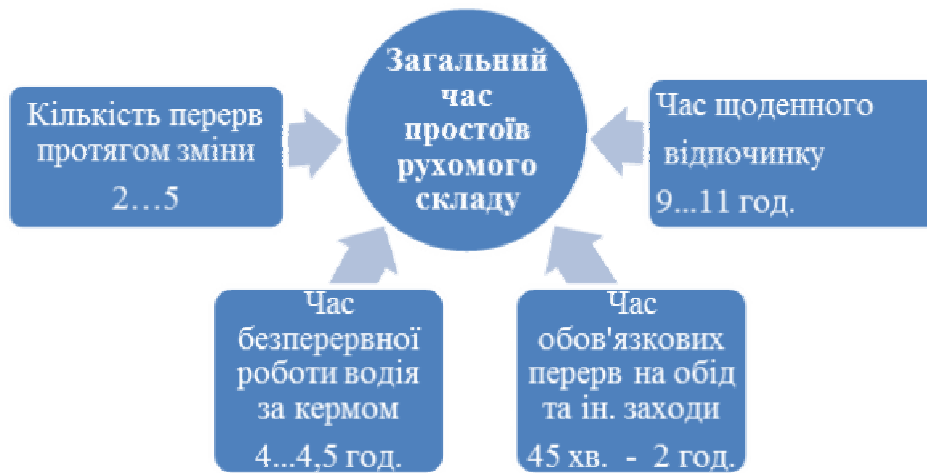 Загальний
час
простоїв
рухомого
складу
Кількість перерв
протягом зміни
2…5
Час щоденного
відпочинку
9...11 год.
Час
безперервної
роботи водія
за кермом
4...4,5 год.
Час
обов'язкових
перерв на обід
та ін. заходи
45 хв. - 2 год.